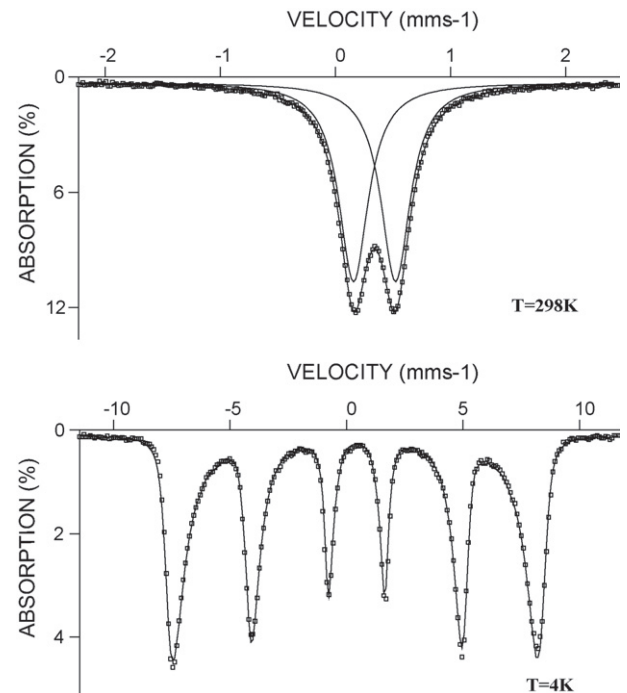 VELOCITY (mms-1)
-2 -1 0 1 2
ABSORPTION (%)
0
6
12
T=298K
VELOCITY (mms-1)
-10 -5 0 5 10
ABSORPTION (%)
0
2
4
T=4K